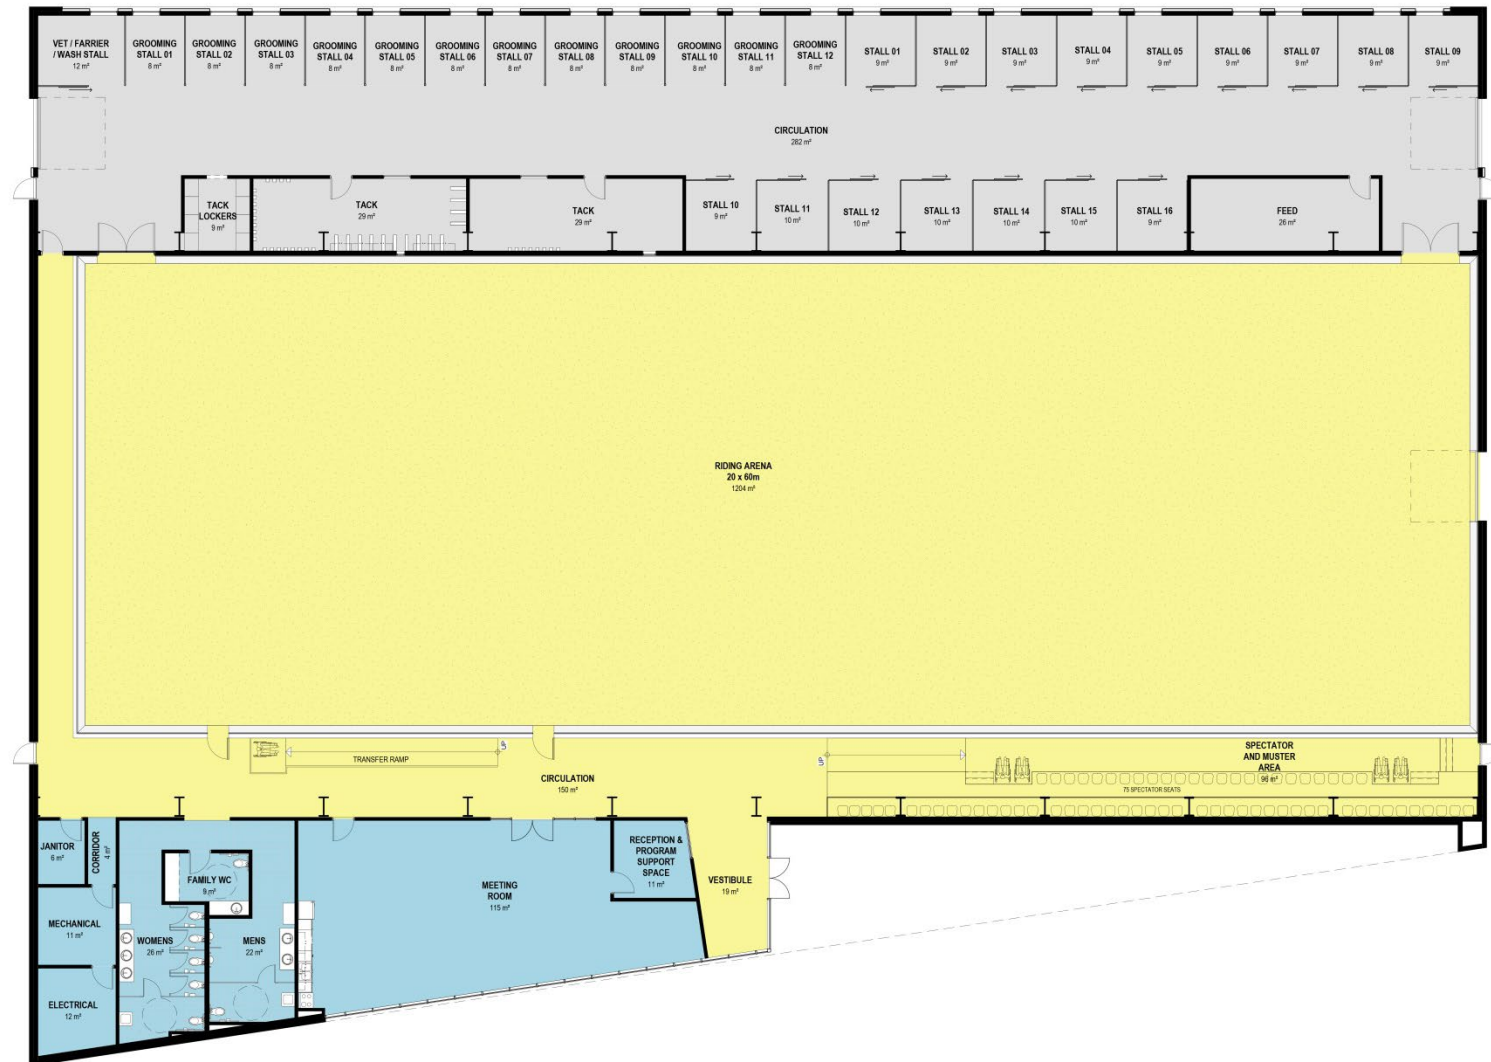 VET / FARRIER
/ WASH STALL
12 m²
GROOMING
STALL 01
8 m²
GROOMING
STALL 02
8 m²
GROOMING
STALL 03
8 m²
GROOMING
STALL 04
8 m²
GROOMING
STALL 05
8 m²
GROOMING
STALL 06
8 m²
GROOMING
STALL 07
8 m²
GROOMING
STALL 08
8 m²
GROOMING
STALL 09
8 m²
GROOMING
STALL 10
8 m²
GROOMING
STALL 11
8 m²
GROOMING
STALL 12
8 m²
STALL 01
9 m²
STALL 02
9 m²
STALL 03
9 m²
STALL 04
9 m²
STALL 05
9 m²
STALL 06
9 m²
STALL 07
9 m²
STALL 08
9 m²
STALL 09
9 m²
CIRCULATION
282 m²
TACK
LOCKERS
9 m²
TACK
29 m²
TACK
29 m²
STALL 10
9 m²
STALL 11
10 m²
STALL 12
10 m²
STALL 13
10 m²
STALL 14
10 m²
STALL 15
10 m²
STALL 16
9 m²
FEED
26 m²
RIDING ARENA
20 x 60m
1204 m²
TRANSFER RAMP
UP
CIRCULATION
150 m²
UP
SPECTATOR
AND MUSTER
AREA
96 m²
75 SPECTATOR SEATS
JANITOR
6 m²
CORRIDOR
4 m²
FAMILY WC
9 m²
MECHANICAL
11 m²
WOMENS
26 m²
MENS
22 m²
ELECTRICAL
12 m²
MEETING
ROOM
115 m²
RECEPTION &
PROGRAM
SUPPORT
SPACE
11 m²
VESTIBULE
19 m²